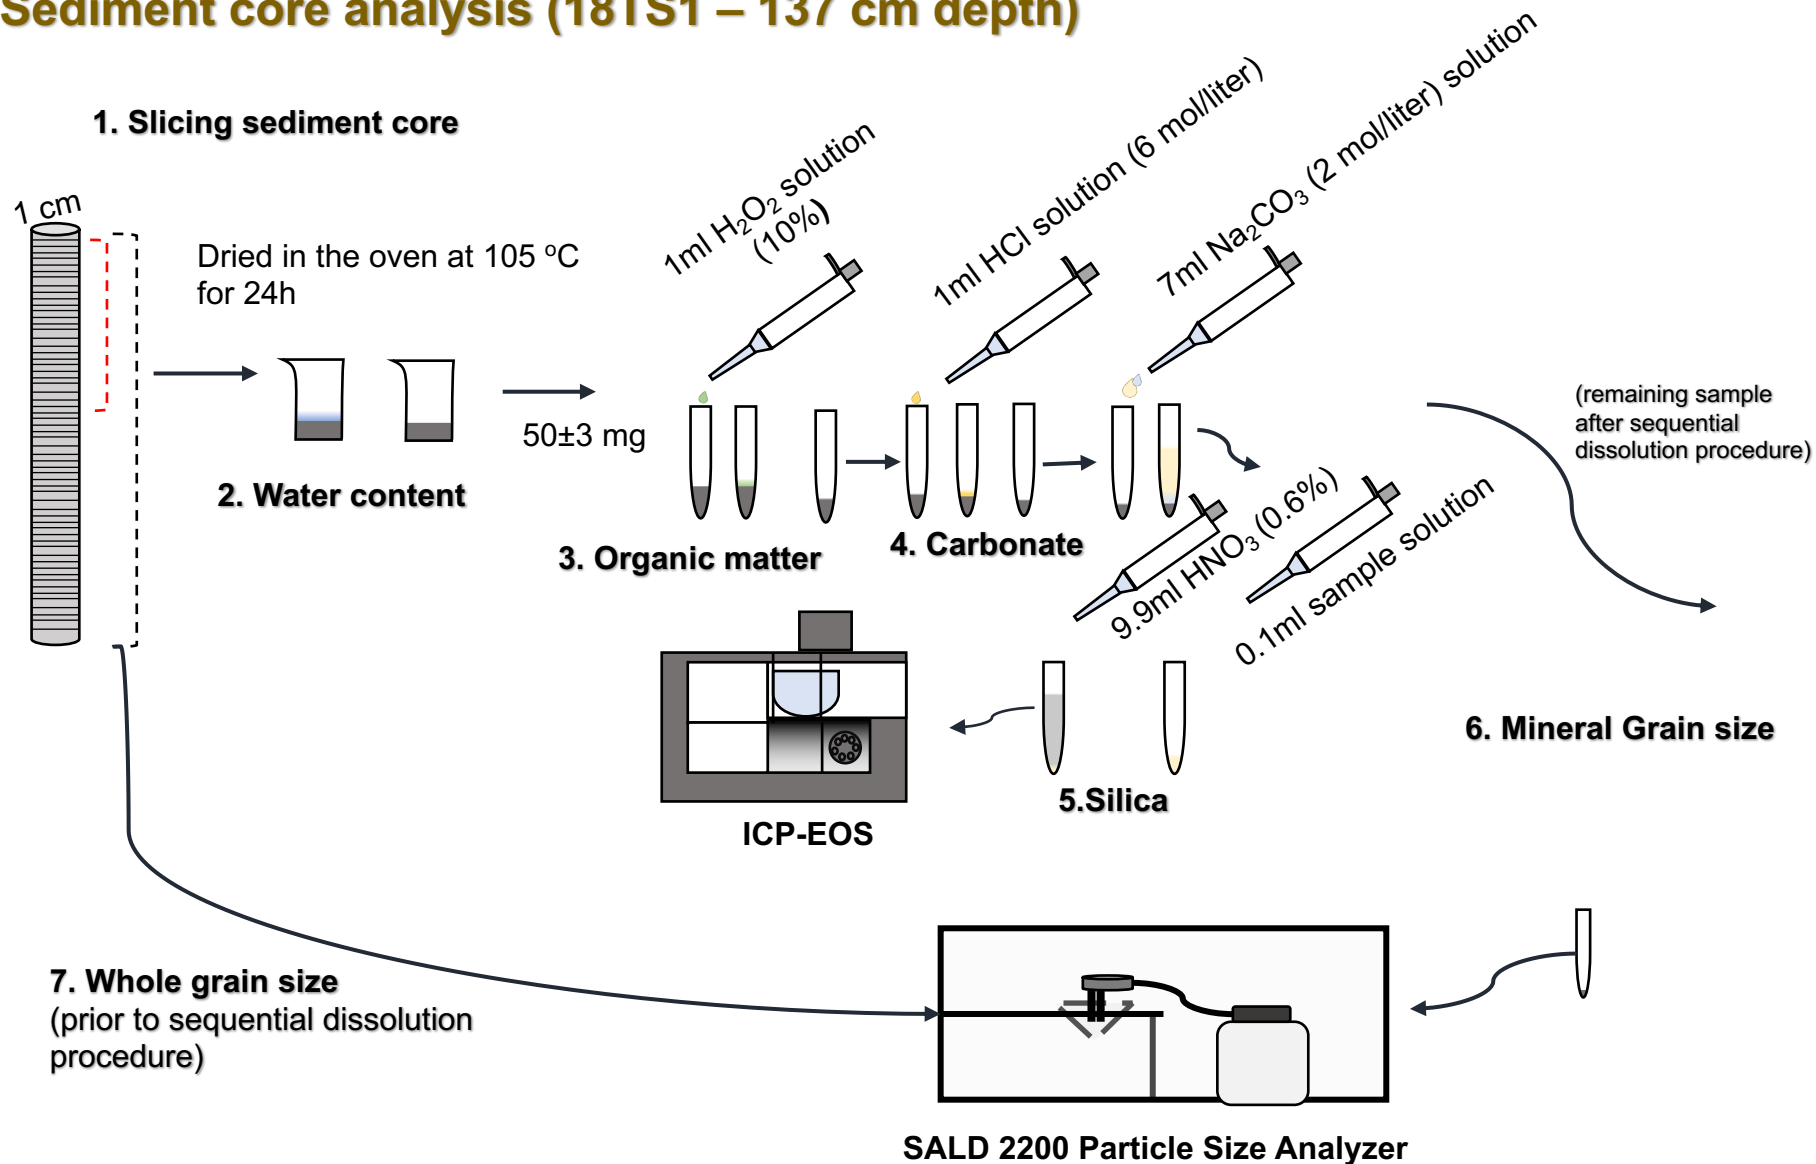 Sediment core analysis (18TS1 – 137 cm depth)
1. Slicing sediment core
1 cm
Dried in the oven at 105 °C
for 24h
2. Water content
50±3 mg
1ml H₂O₂ solution
(10%)
3. Organic matter
1ml HCl solution (6 mol/liter)
4. Carbonate
7ml Na₂CO₃ (2 mol/liter) solution
9.9ml HNO₃ (0.6%)
0.1ml sample solution
5.Silica
ICP-EOS
(remaining sample
after sequential
dissolution procedure)
6. Mineral Grain size
7. Whole grain size
(prior to sequential dissolution
procedure)
SALD 2200 Particle Size Analyzer